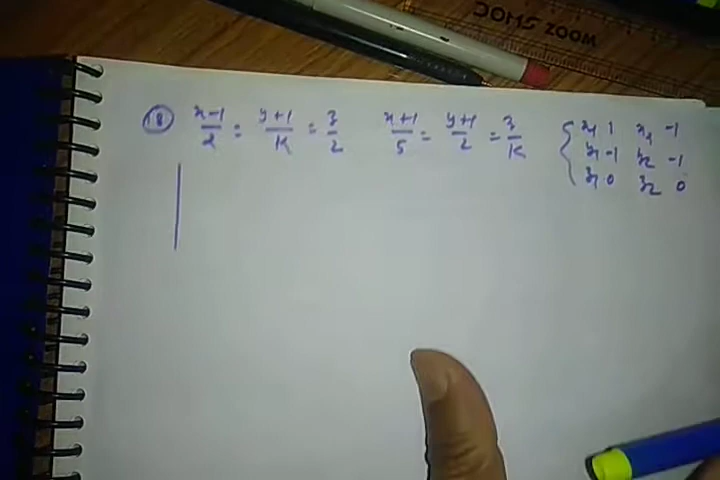 DOMS ZOOM
(18) x-1/2 = y+1/K = z/2 x+1/5 = y+1/2 = z/K { x1 1 x2 -1
y1 -1 y2 -1
z1 0 z2 0